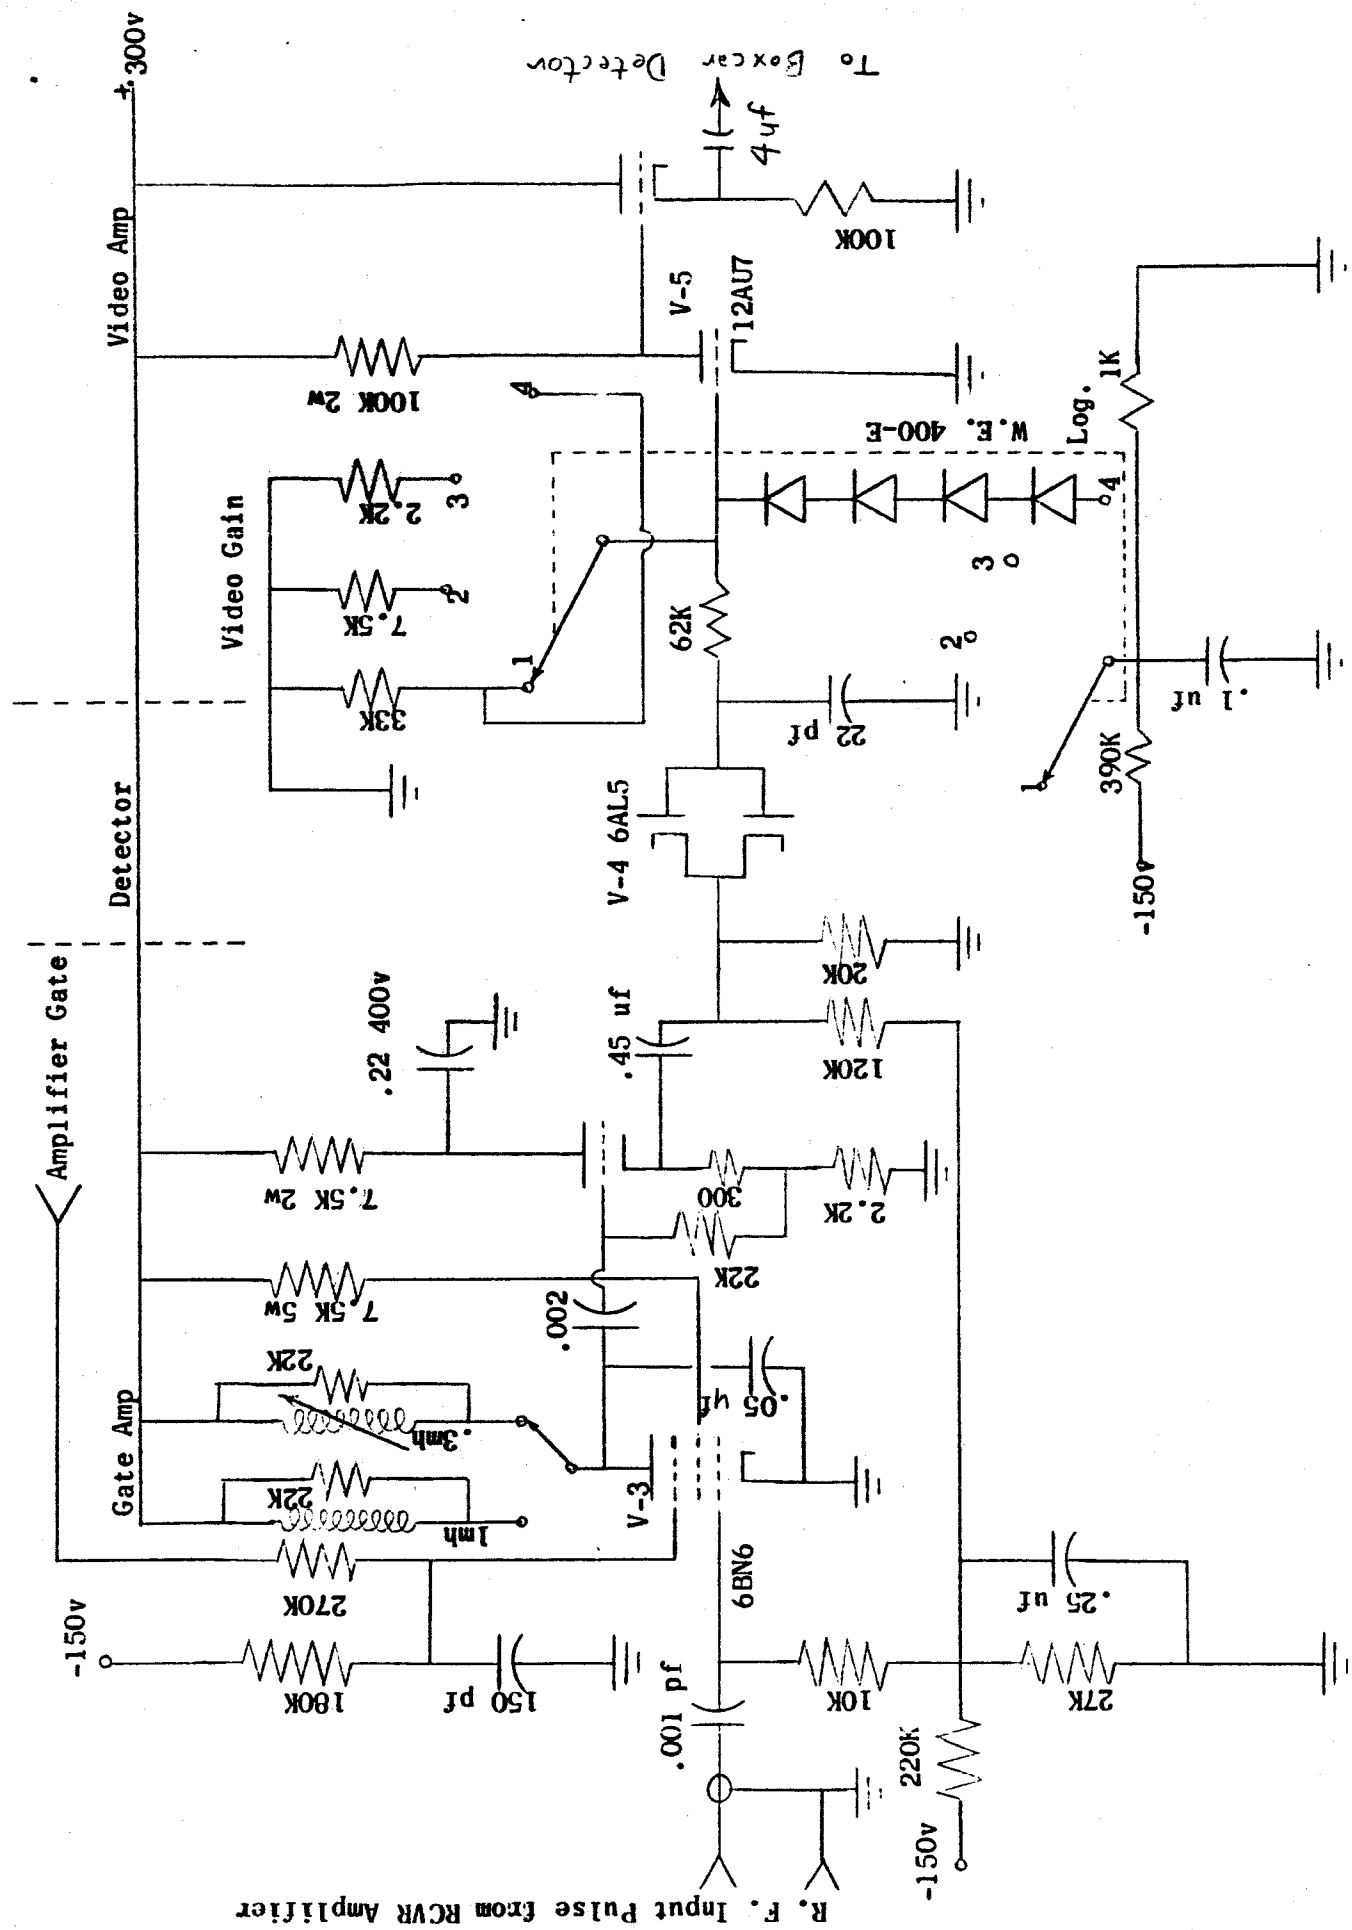 Amplifier Gate
Gate Amp
Detector
Video Amp
+300v
-150v
180K
150 pf
270K
1mh
22K
.3mh
22K
7.5K 5w
7.5K 2w
.22 400v
Video Gain
33K
7.5K
2.2K
1
2
3
4
100K 2w
V-3
6BN6
.002
.05 uf
22K
300
2.2K
.45 uf
120K
20K
V-4 6AL5
22 pf
62K
V-5
12AU7
100K
4uf
To Boxcar
Detector
W.E. 400-E
Log.
1K
1
2
3
4
390K
.1 uf
-150v
R. F. Input Pulse from RCVR Amplifier
.001 pf
10K
220K
-150v
27K
.25 uf